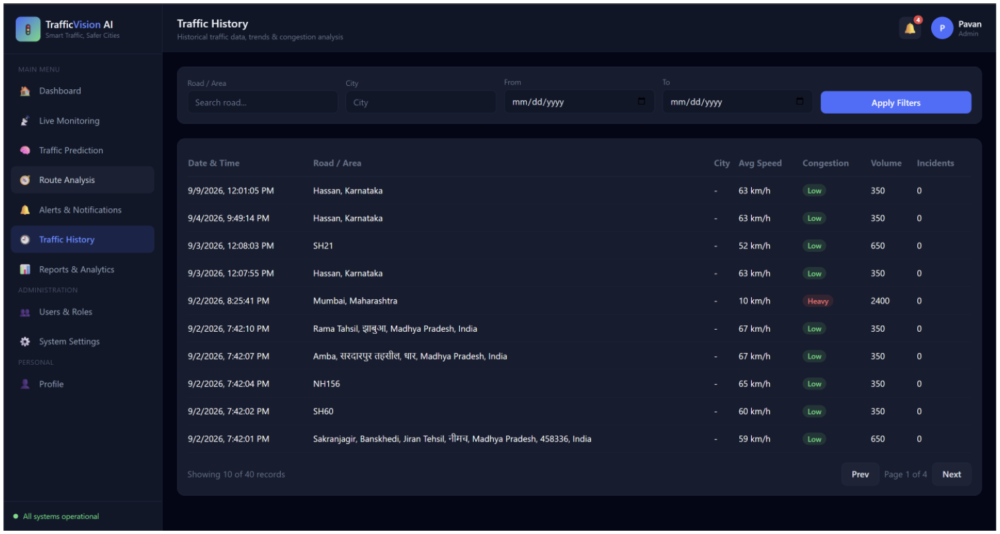 TrafficVision AI
Smart Traffic, Safer Cities
MAIN MENU
Dashboard
Live Monitoring
Traffic Prediction
Route Analysis
Alerts & Notifications
Traffic History
Reports & Analytics
ADMINISTRATION
Users & Roles
System Settings
PERSONAL
Profile
All systems operational
Traffic History
Historical traffic data, trends & congestion analysis
4
P
Pavan
Admin
Road / Area City From To
Search road... City mm/dd/yyyy mm/dd/yyyy Apply Filters
Date & Time Road / Area City Avg Speed Congestion Volume Incidents
9/9/2026, 12:01:05 PM Hassan, Karnataka - 63 km/h Low 350 0
9/4/2026, 9:49:14 PM Hassan, Karnataka - 63 km/h Low 350 0
9/3/2026, 12:08:03 PM SH21 - 52 km/h Low 650 0
9/3/2026, 12:07:55 PM Hassan, Karnataka - 63 km/h Low 350 0
9/2/2026, 8:25:41 PM Mumbai, Maharashtra - 10 km/h Heavy 2400 0
9/2/2026, 7:42:10 PM Rama Tahsil, झाबुआ, Madhya Pradesh, India - 67 km/h Low 350 0
9/2/2026, 7:42:07 PM Amba, सरदारपुर तहसील, धार, Madhya Pradesh, India - 67 km/h Low 350 0
9/2/2026, 7:42:04 PM NH156 - 65 km/h Low 350 0
9/2/2026, 7:42:02 PM SH60 - 60 km/h Low 350 0
9/2/2026, 7:42:01 PM Sakranjagir, Banskhedi, Jiran Tehsil, नीमच, Madhya Pradesh, 458336, India - 59 km/h Low 650 0
Showing 10 of 40 records Prev Page 1 of 4 Next